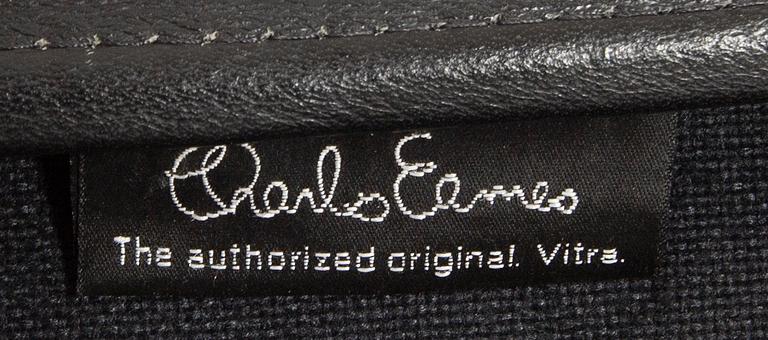 Charles Eames
The authorized original. Vitra.